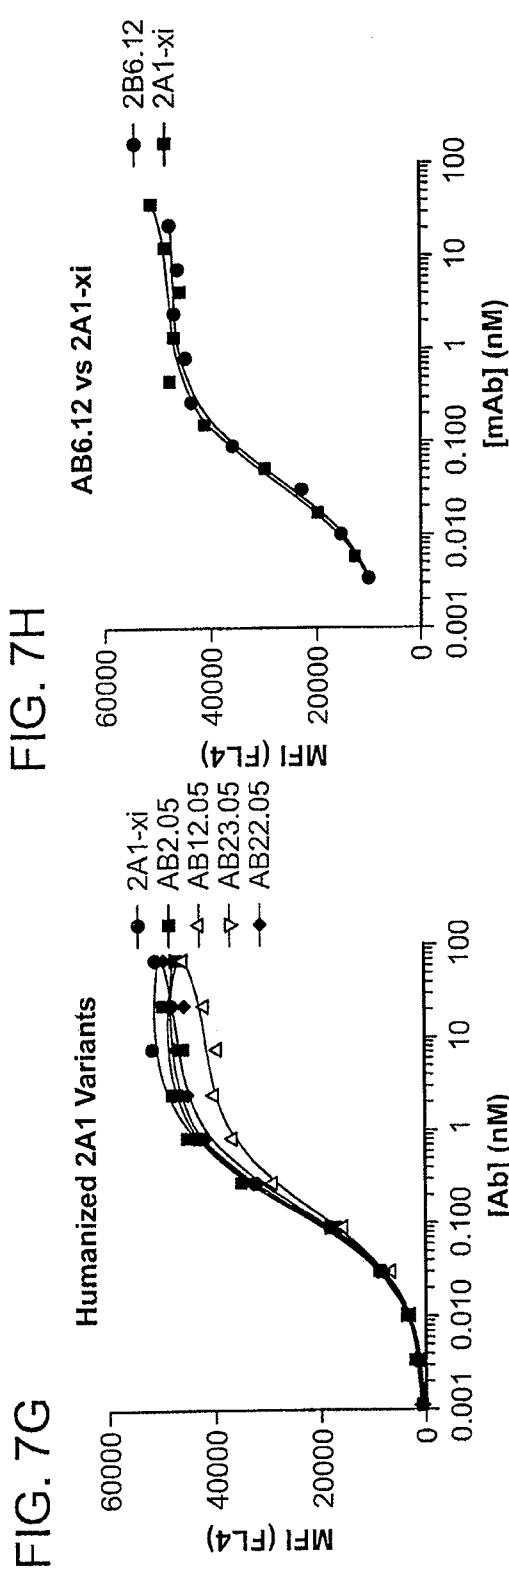 FIG. 7G
Humanized 2A1 Variants
MFI (FL4)
60000
40000
20000
0
0.001
0.010
0.100
1
10
100
[Ab] (nM)
2A1-xi
AB2.05
AB12.05
AB23.05
AB22.05
FIG. 7H
AB6.12 vs 2A1-xi
MFI (FL4)
60000
40000
20000
0
0.001
0.010
0.100
1
10
100
[mAb] (nM)
2B6.12
2A1-xi